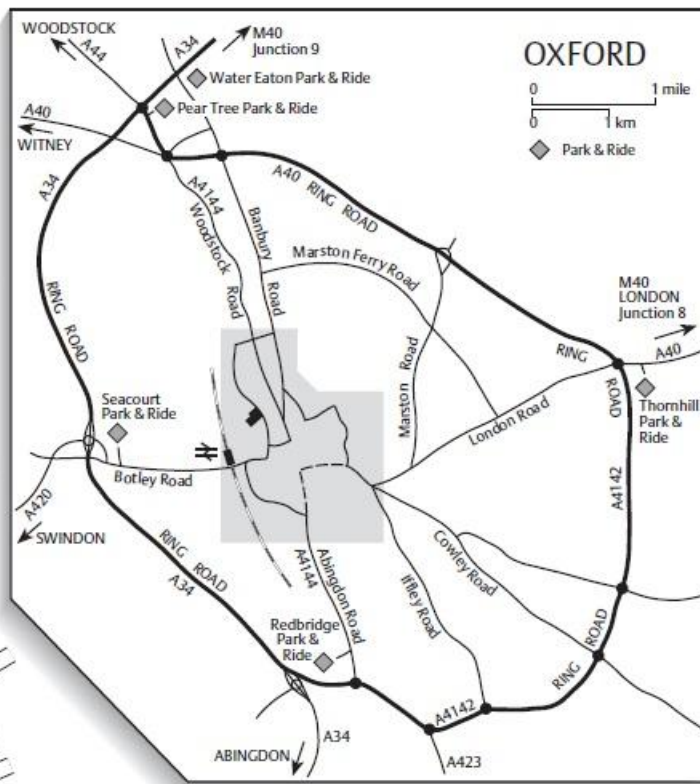 WOODSTOCK
A44
A34
M40
Junction 9
OXFORD
Water Eaton Park & Ride
Pear Tree Park & Ride
0
1 mile
0
1 km
Park & Ride
A40
WITNEY
A34
A4144
Woodstock
Road
Banbury
Road
A40 RING ROAD
Marston Ferry Road
RING ROAD
M40
LONDON
Junction 8
A40
RING
ROAD
Thornhill
Park &
Ride
Marston Road
London Road
A4142
Seacourt
Park & Ride
Botley Road
A420
SWINDON
RING ROAD
A34
A4144
Abingdon Road
Iffley Road
Cowley Road
Redbridge
Park &
Ride
RING ROAD
A4142
A34
ABINGDON
A423